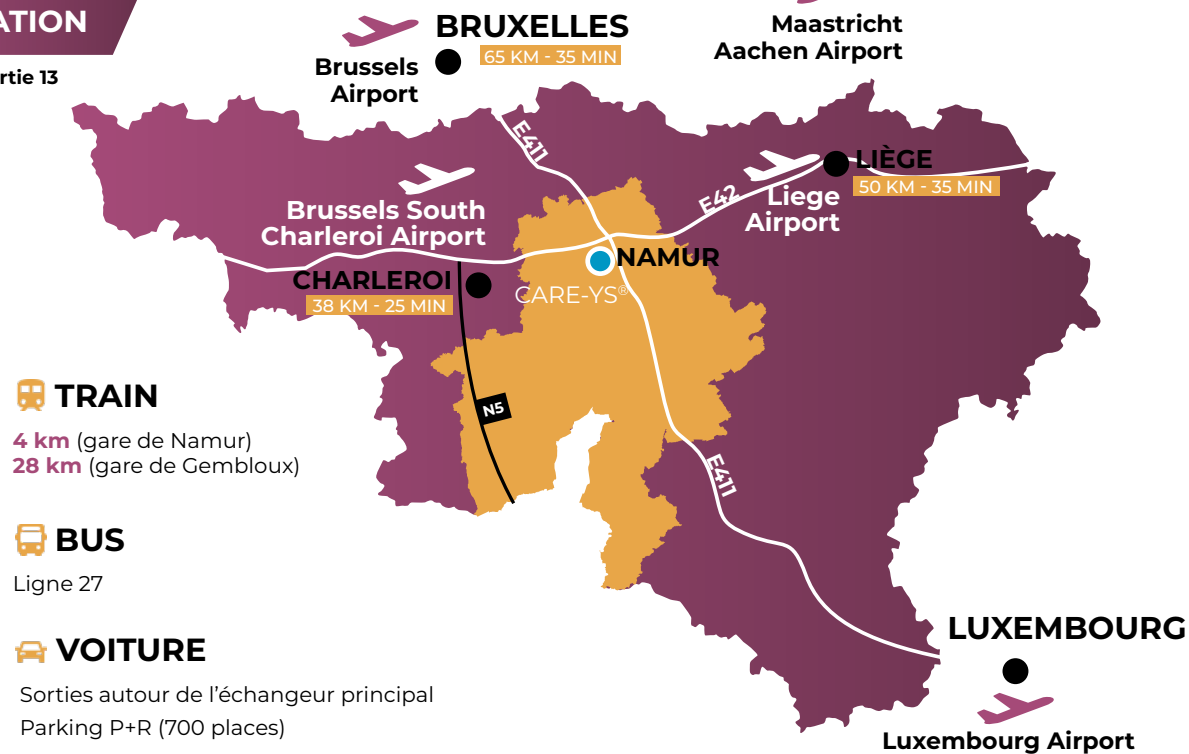 BRUXELLES
65 KM - 35 MIN
Brussels
Airport
Maastricht
Aachen Airport
E411
LIÈGE
50 KM - 35 MIN
E42
Liege
Airport
Brussels South
Charleroi Airport
NAMUR
CHARLEROI
38 KM - 25 MIN
CARE-YS®
N5
E411
TRAIN
4 km (gare de Namur)
28 km (gare de Gembloux)
BUS
Ligne 27
VOITURE
Sorties autour de l’échangeur principal
Parking P+R (700 places)
LUXEMBOURG
Luxembourg Airport